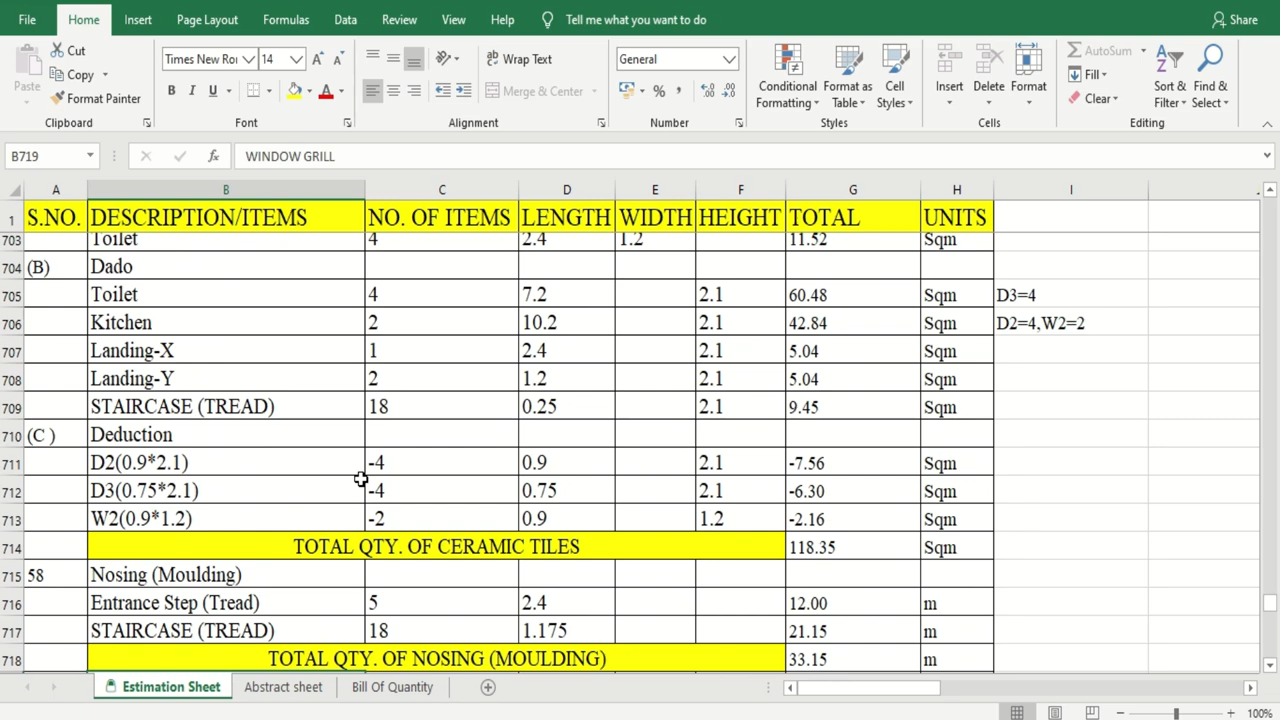 File Home Insert Page Layout Formulas Data Review View Help Tell me what you want to do Share
Cut
Copy
Format Painter
Paste
Times New Ror 14
B I U
Wrap Text
Merge & Center
General
Conditional Formatting
Format as Table
Cell Styles
Insert Delete Format
AutoSum
Fill
Clear
Sort & Filter
Find & Select
Clipboard Font Alignment Number Styles Cells Editing
B719 fx WINDOW GRILL
A B C D E F G H I
1 S.NO. DESCRIPTION/ITEMS NO. OF ITEMS LENGTH WIDTH HEIGHT TOTAL UNITS
703 Toilet 4 2.4 1.2 11.52 Sqm
704 (B) Dado
705 Toilet 4 7.2 2.1 60.48 Sqm D3=4
706 Kitchen 2 10.2 2.1 42.84 Sqm D2=4,W2=2
707 Landing-X 1 2.4 2.1 5.04 Sqm
708 Landing-Y 2 1.2 2.1 5.04 Sqm
709 STAIRCASE (TREAD) 18 0.25 2.1 9.45 Sqm
710 (C ) Deduction
711 D2(0.9*2.1) -4 0.9 2.1 -7.56 Sqm
712 D3(0.75*2.1) -4 0.75 2.1 -6.30 Sqm
713 W2(0.9*1.2) -2 0.9 1.2 -2.16 Sqm
714 TOTAL QTY. OF CERAMIC TILES 118.35 Sqm
715 58 Nosing (Moulding)
716 Entrance Step (Tread) 5 2.4 12.00 m
717 STAIRCASE (TREAD) 18 1.175 21.15 m
718 TOTAL QTY. OF NOSING (MOULDING) 33.15 m
Estimation Sheet Abstract sheet Bill Of Quantity
100%